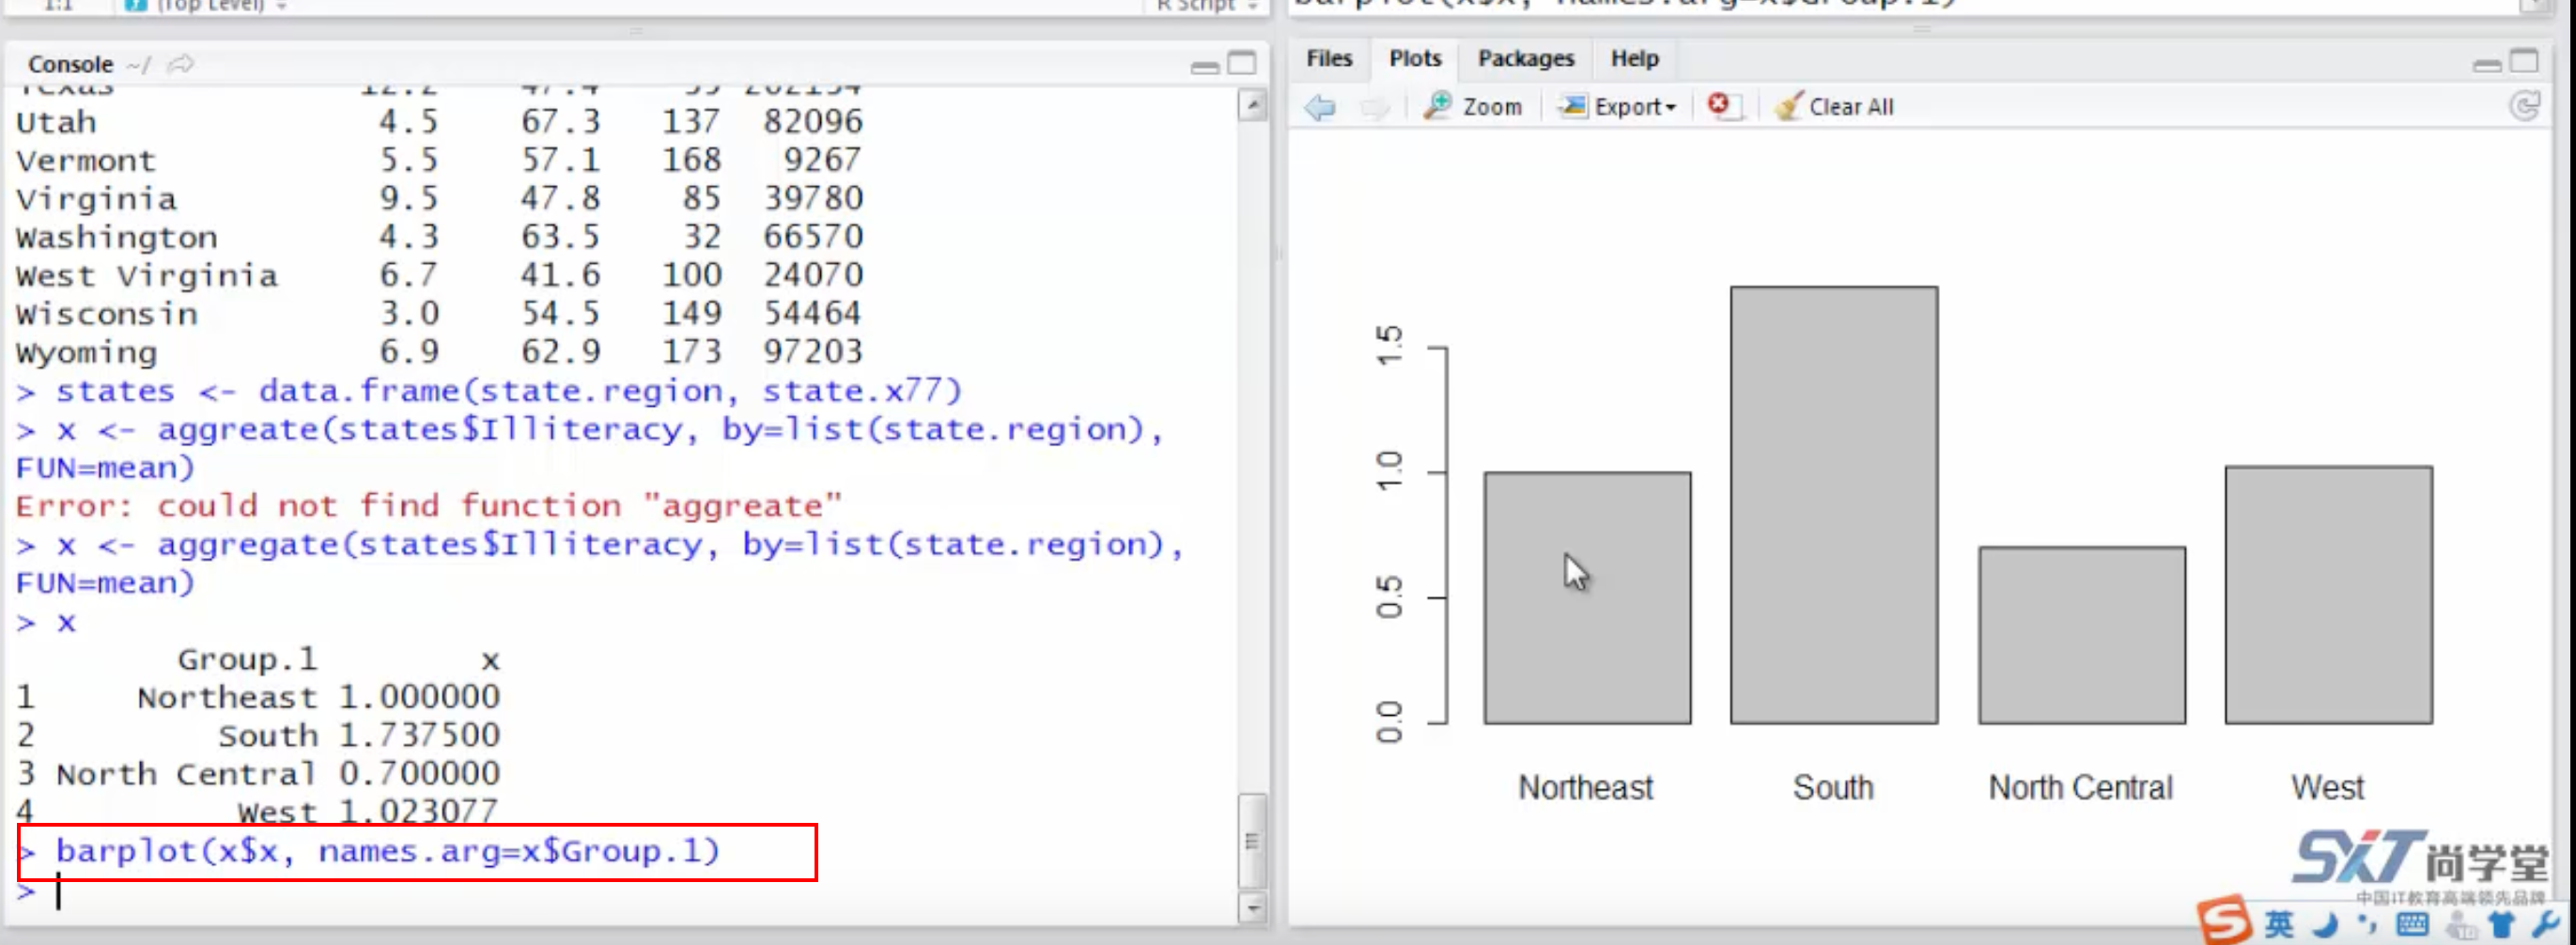 1:1 (Top Level) R Script
Console ~/
Texas 12.2 47.4 35 262134
Utah 4.5 67.3 137 82096
Vermont 5.5 57.1 168 9267
Virginia 9.5 47.8 85 39780
Washington 4.3 63.5 32 66570
West Virginia 6.7 41.6 100 24070
Wisconsin 3.0 54.5 149 54464
Wyoming 6.9 62.9 173 97203
> states <- data.frame(state.region, state.x77)
> x <- aggreate(states$Illiteracy, by=list(state.region),
FUN=mean)
Error: could not find function "aggreate"
> x <- aggregate(states$Illiteracy, by=list(state.region),
FUN=mean)
> x
Group.1 x
1 Northeast 1.000000
2 South 1.737500
3 North Central 0.700000
4 West 1.023077
> barplot(x$x, names.arg=x$Group.1)
>
barplot(x$x, names.arg=x$Group.1)
Files Plots Packages Help
Zoom Export Clear All
1.5
1.0
0.5
0.0
Northeast South North Central West
SXT尚学堂
中国IT教育高端领先品牌
S 英